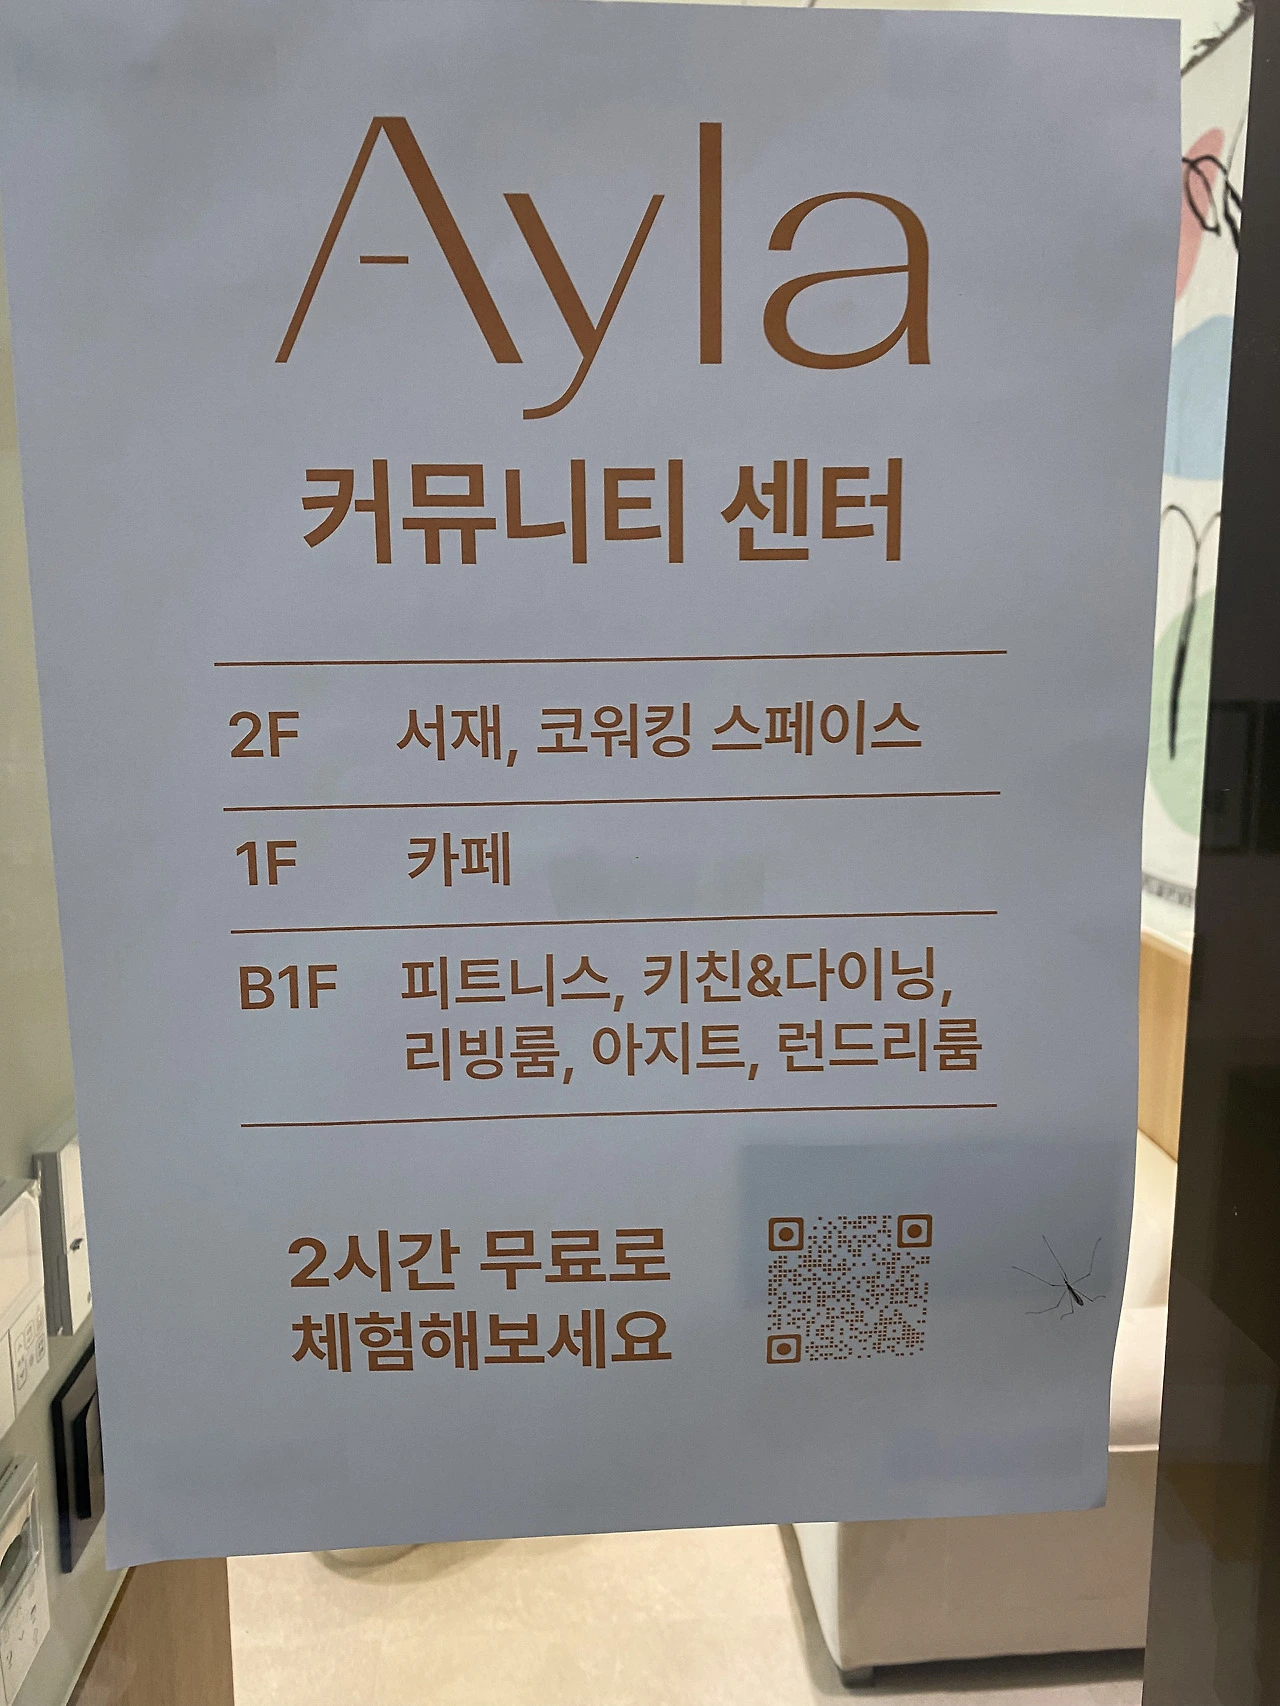 Ayla
커뮤니티 센터
2F 서재, 코워킹 스페이스
1F 카페
B1F 피트니스, 키친&다이닝,
리빙룸, 아지트, 런드리룸
2시간 무료로
체험해보세요